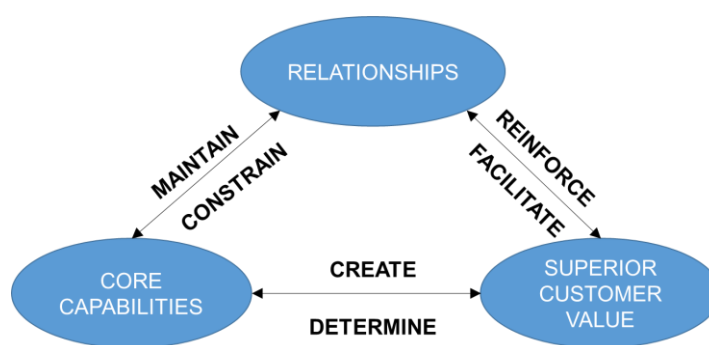 RELATIONSHIPS
MAINTAIN
CONSTRAIN
REINFORCE
FACILITATE
CORE
CAPABILITIES
CREATE
DETERMINE
SUPERIOR
CUSTOMER
VALUE